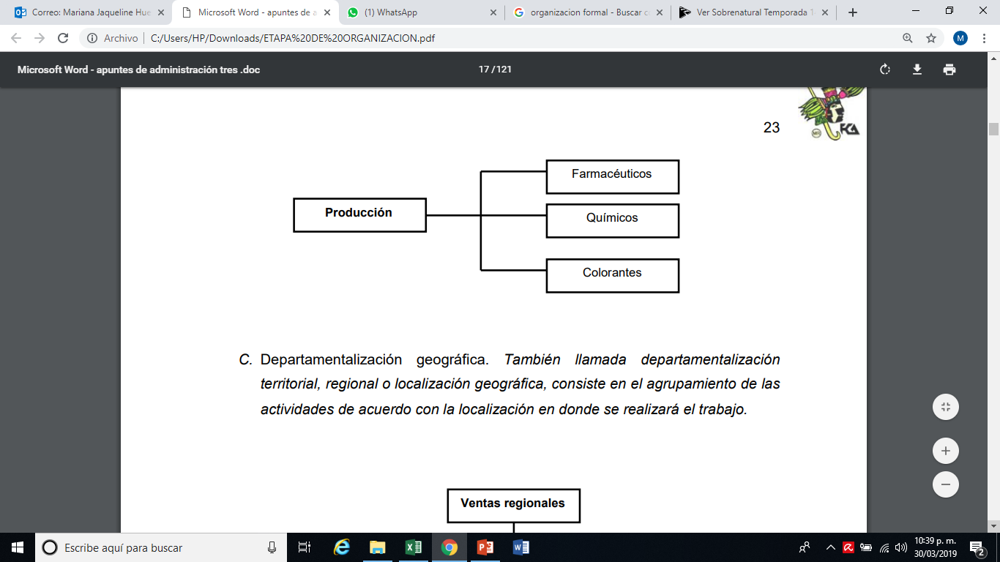 Correo: Mariana Jaqueline Hue
Microsoft Word - apuntes de a
(1) WhatsApp
organizacion formal - Buscar c
Ver Sobrenatural Temporada 1
Archivo
C:/Users/HP/Downloads/ETAPA%20DE%20ORGANIZACION.pdf
M
Microsoft Word - apuntes de administración tres .doc
17 / 121
23
FCA
Farmacéuticos
Producción
Químicos
Colorantes
C. Departamentalización geográfica. También llamada departamentalización
territorial, regional o localización geográfica, consiste en el agrupamiento de las
actividades de acuerdo con la localización en donde se realizará el trabajo.
Ventas regionales
Escribe aquí para buscar
10:39 p. m.
30/03/2019
2